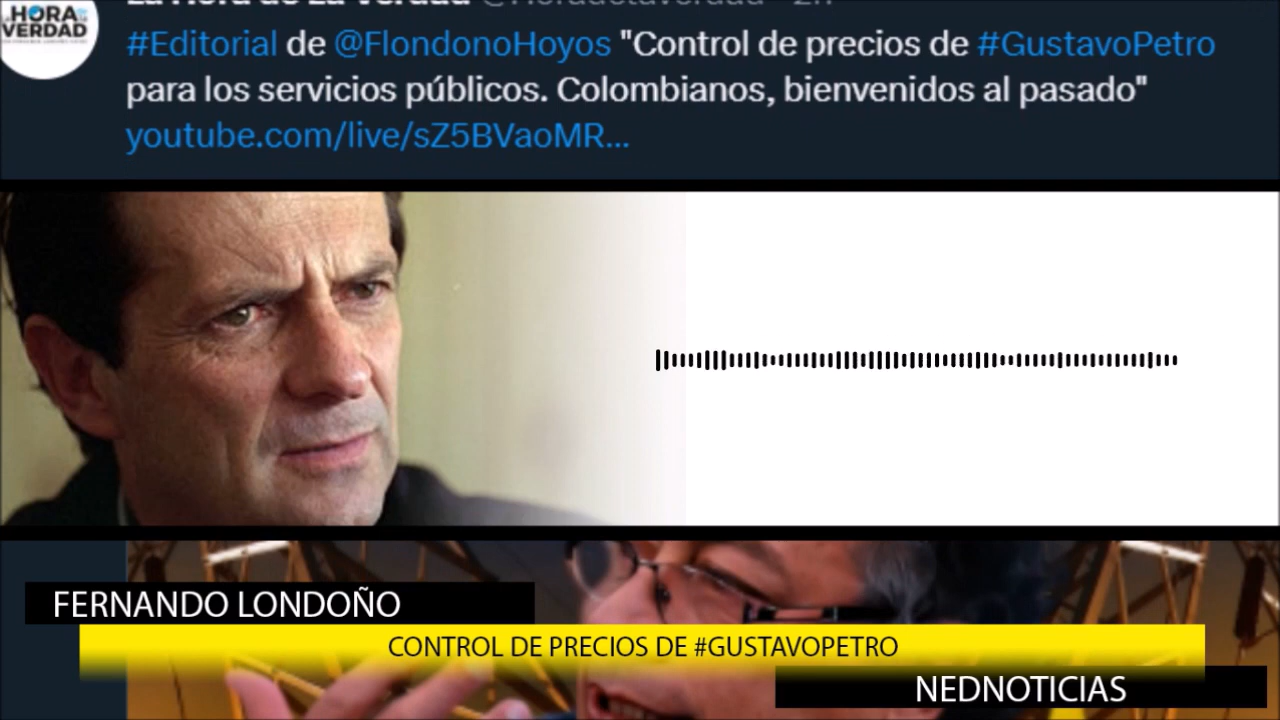 HORA
VERDAD
#Editorial de @FlondonoHoyos "Control de precios de #GustavoPetro
para los servicios públicos. Colombianos, bienvenidos al pasado"
youtube.com/live/sZ5BVaoMR...
FERNANDO LONDOÑO
CONTROL DE PRECIOS DE #GUSTAVOPETRO
NEDNOTICIAS